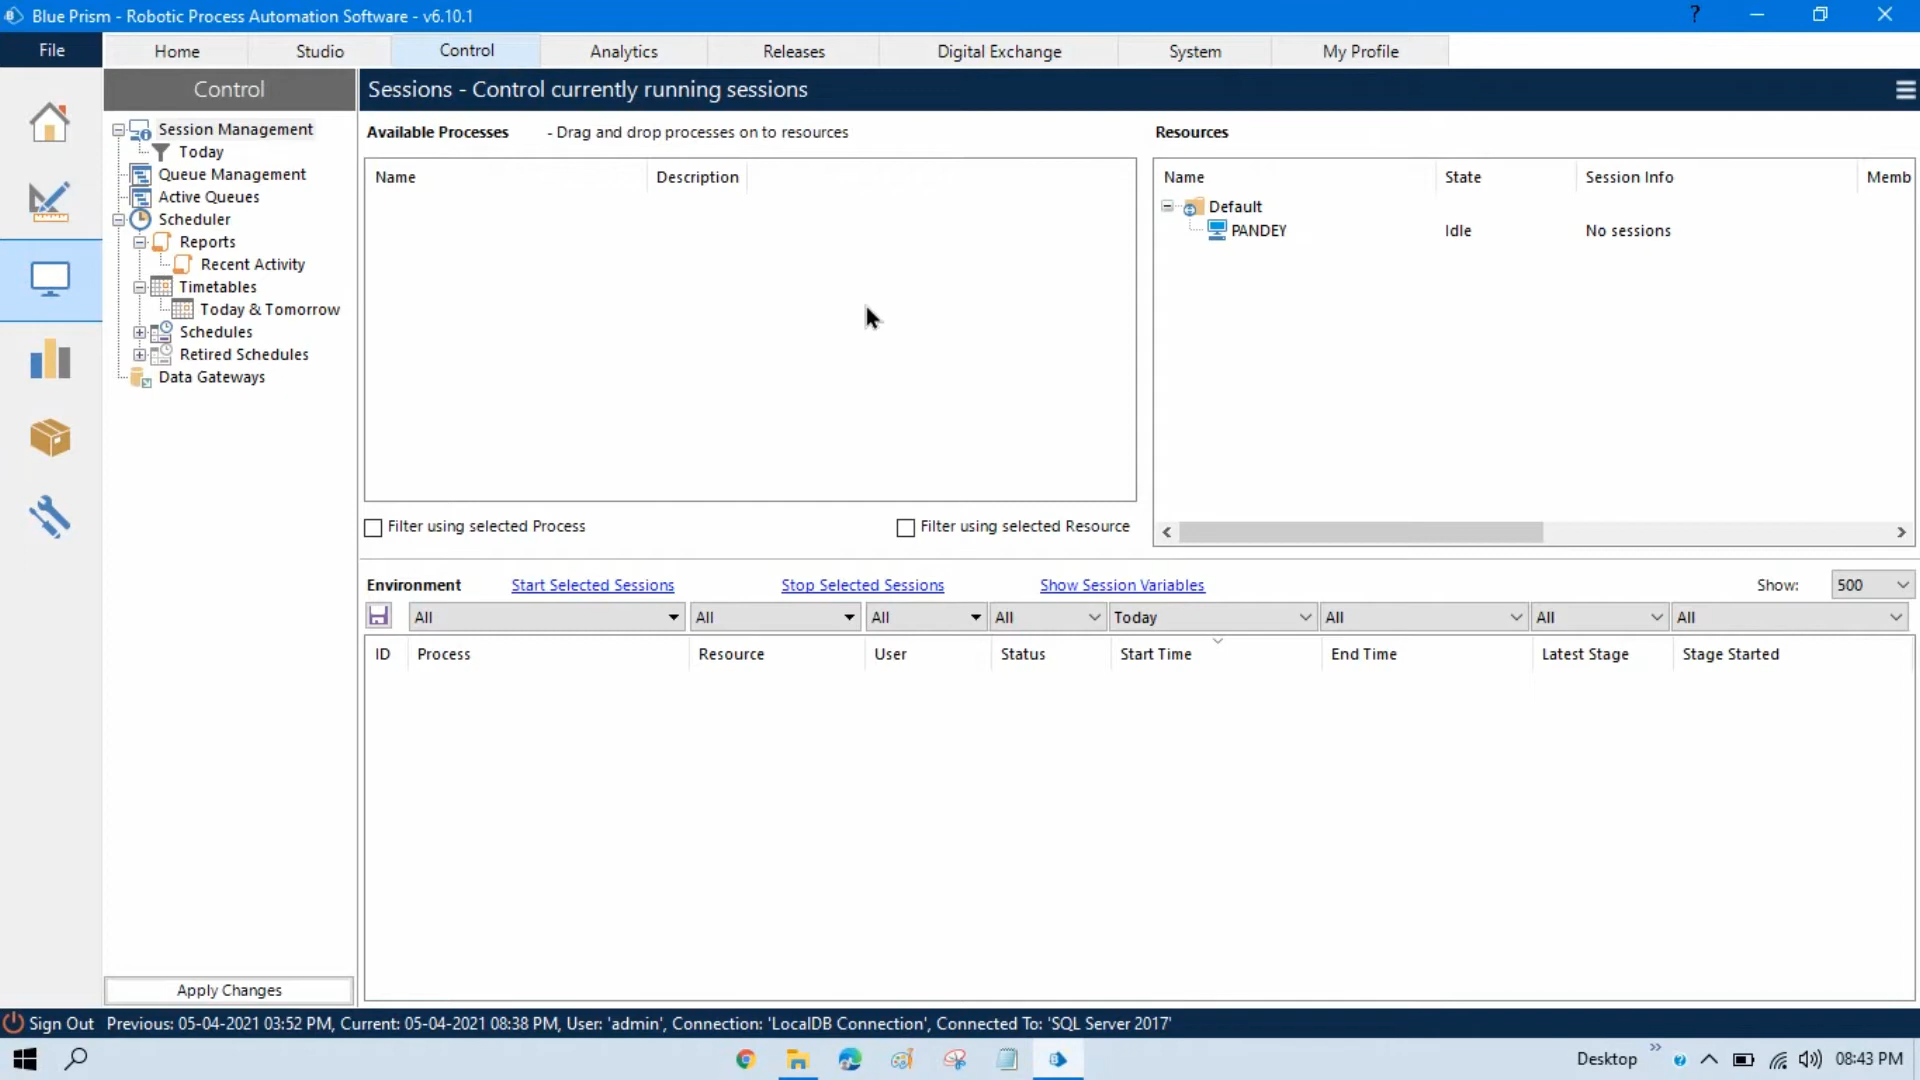 Blue Prism - Robotic Process Automation Software - v6.10.1
?
File Home Studio Control Analytics Releases Digital Exchange System My Profile
Control
Sessions - Control currently running sessions
Session Management
Today
Queue Management
Active Queues
Scheduler
Reports
Recent Activity
Timetables
Today & Tomorrow
Schedules
Retired Schedules
Data Gateways
Apply Changes
Available Processes - Drag and drop processes on to resources
Name Description
Filter using selected Process
Filter using selected Resource
Resources
Name State Session Info Memb
Default
PANDEY Idle No sessions
Environment Start Selected Sessions Stop Selected Sessions Show Session Variables Show: 500
All All All All Today All All All
ID Process Resource User Status Start Time End Time Latest Stage Stage Started
Sign Out Previous: 05-04-2021 03:52 PM, Current: 05-04-2021 08:38 PM, User: 'admin', Connection: 'LocalDB Connection', Connected To: 'SQL Server 2017'
Desktop 08:43 PM